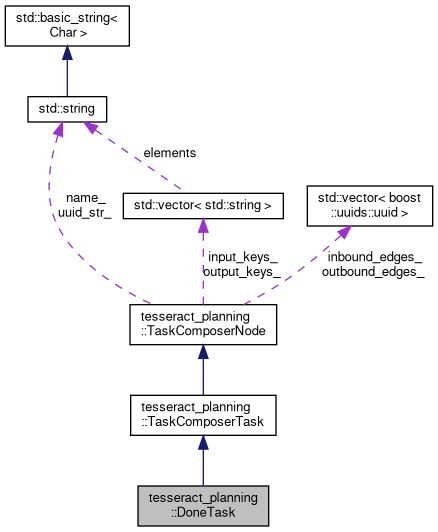 std::basic_string<
Char >
std::string
elements
name_
uuid_str_
std::vector< std::string >
std::vector< boost
::uuids::uuid >
input_keys_
output_keys_
inbound_edges_
outbound_edges_
tesseract_planning
::TaskComposerNode
tesseract_planning
::TaskComposerTask
tesseract_planning
::DoneTask